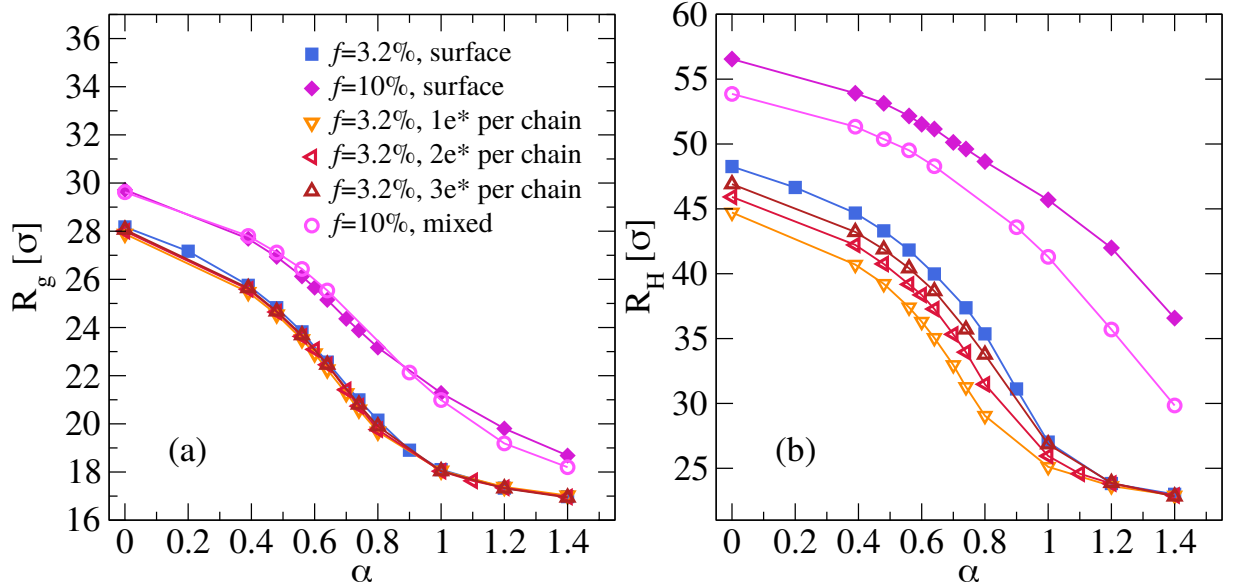 36
34
32
30
28
26
24
22
20
18
16
R_g [σ]
f=3.2%, surface
f=10%, surface
f=3.2%, 1e* per chain
f=3.2%, 2e* per chain
f=3.2%, 3e* per chain
f=10%, mixed
(a)
0 0.2 0.4 0.6 0.8 1 1.2 1.4
α
60
55
50
45
40
35
30
25
R_H [σ]
(b)
0 0.2 0.4 0.6 0.8 1 1.2 1.4
α